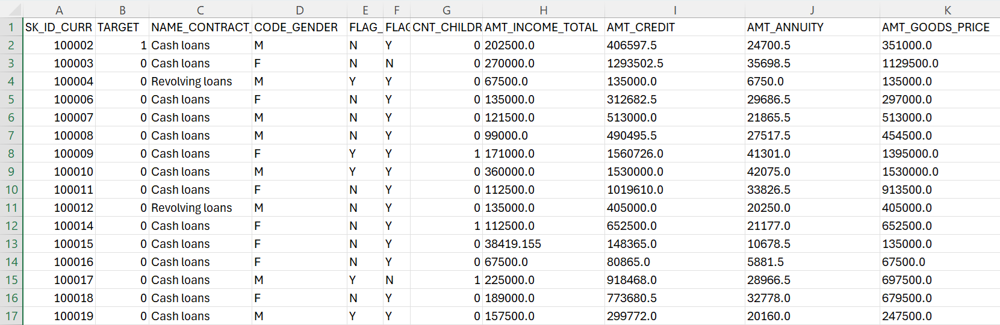 A B C D E F G H I J K
1 SK_ID_CURR TARGET NAME_CONTRACT_ CODE_GENDER FLAG_ FLAG CNT_CHILDR AMT_INCOME_TOTAL AMT_CREDIT AMT_ANNUITY AMT_GOODS_PRICE
2 100002 1 Cash loans M N Y 0 202500.0 406597.5 24700.5 351000.0
3 100003 0 Cash loans F N N 0 270000.0 1293502.5 35698.5 1129500.0
4 100004 0 Revolving loans M Y Y 0 67500.0 135000.0 6750.0 135000.0
5 100006 0 Cash loans F N Y 0 135000.0 312682.5 29686.5 297000.0
6 100007 0 Cash loans M N Y 0 121500.0 513000.0 21865.5 513000.0
7 100008 0 Cash loans M N Y 0 99000.0 490495.5 27517.5 454500.0
8 100009 0 Cash loans F Y Y 1 171000.0 1560726.0 41301.0 1395000.0
9 100010 0 Cash loans M Y Y 0 360000.0 1530000.0 42075.0 1530000.0
10 100011 0 Cash loans F N Y 0 112500.0 1019610.0 33826.5 913500.0
11 100012 0 Revolving loans M N Y 0 135000.0 405000.0 20250.0 405000.0
12 100014 0 Cash loans F N Y 1 112500.0 652500.0 21177.0 652500.0
13 100015 0 Cash loans F N Y 0 38419.155 148365.0 10678.5 135000.0
14 100016 0 Cash loans F N Y 0 67500.0 80865.0 5881.5 67500.0
15 100017 0 Cash loans M Y N 1 225000.0 918468.0 28966.5 697500.0
16 100018 0 Cash loans F N Y 0 189000.0 773680.5 32778.0 679500.0
17 100019 0 Cash loans M Y Y 0 157500.0 299772.0 20160.0 247500.0